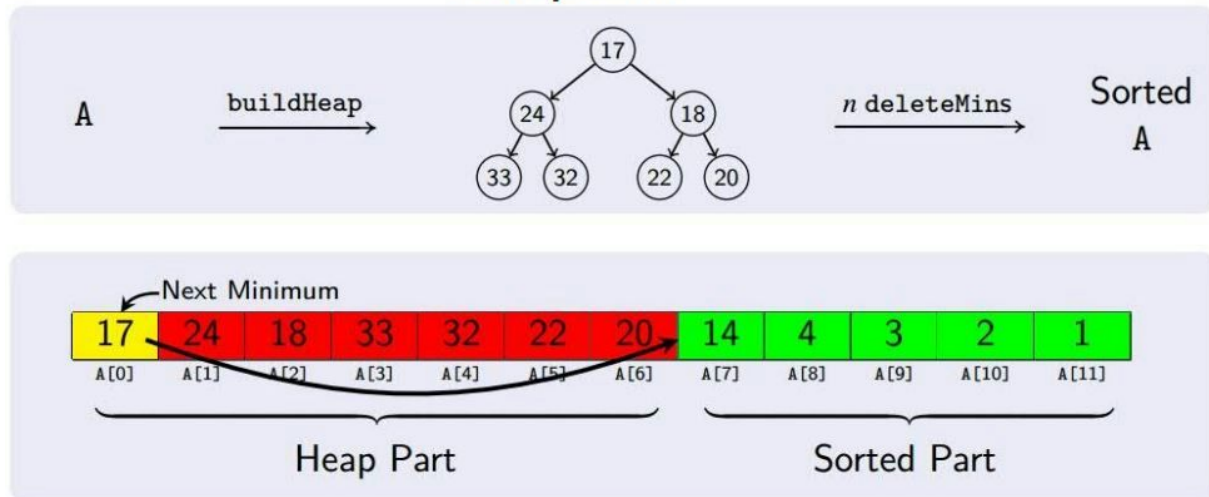 17
buildHeap
n deleteMins
Sorted
A
A
24 18
33 32 22 20
Next Minimum
17 24 18 33 32 22 20 14 4 3 2 1
A[0] A[1] A[2] A[3] A[4] A[5] A[6] A[7] A[8] A[9] A[10] A[11]
Heap Part Sorted Part